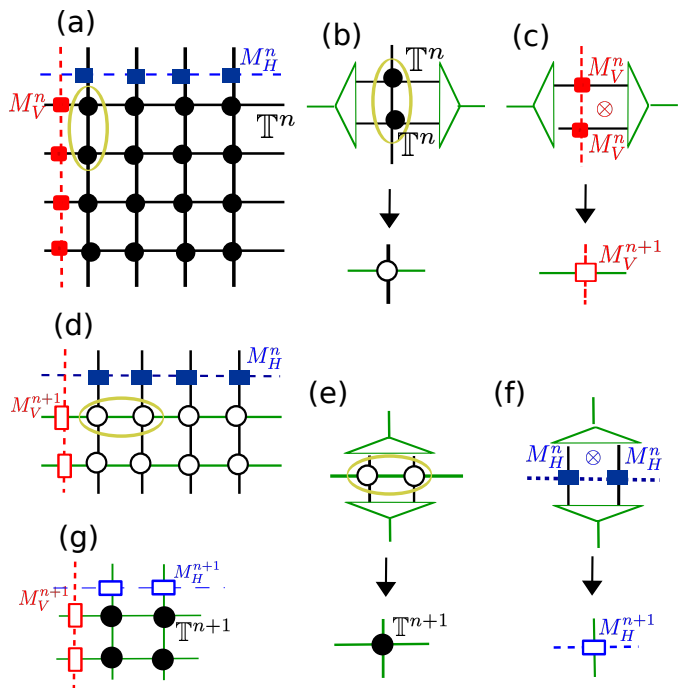 (a)
M_H^n
M_V^n
𝕋^n
(b)
𝕋^n
𝕋^n
(c)
M_V^n
⊗
M_V^n
M_V^{n+1}
(d)
M_H^n
M_V^{n+1}
(e)
𝕋^{n+1}
(f)
M_H^n ⊗ M_H^n
M_H^{n+1}
(g)
M_V^{n+1}
M_H^{n+1}
𝕋^{n+1}